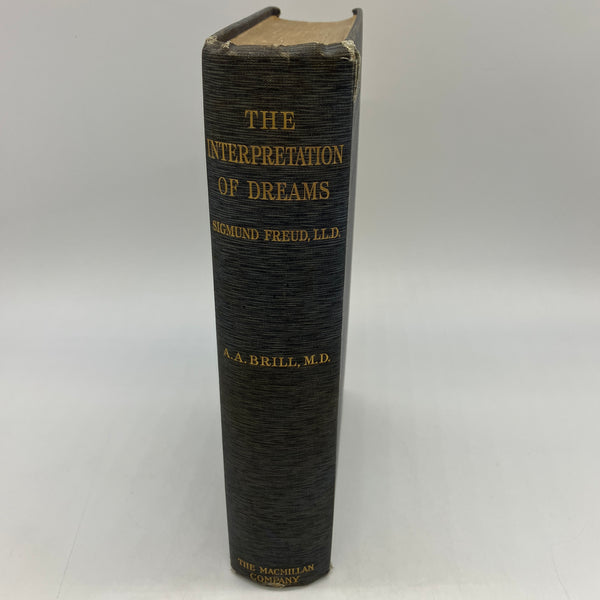 THE
INTERPRETATION
OF DREAMS
SIGMUND FREUD, LL.D.
A. A. BRILL, M.D.
THE MACMILLAN
COMPANY